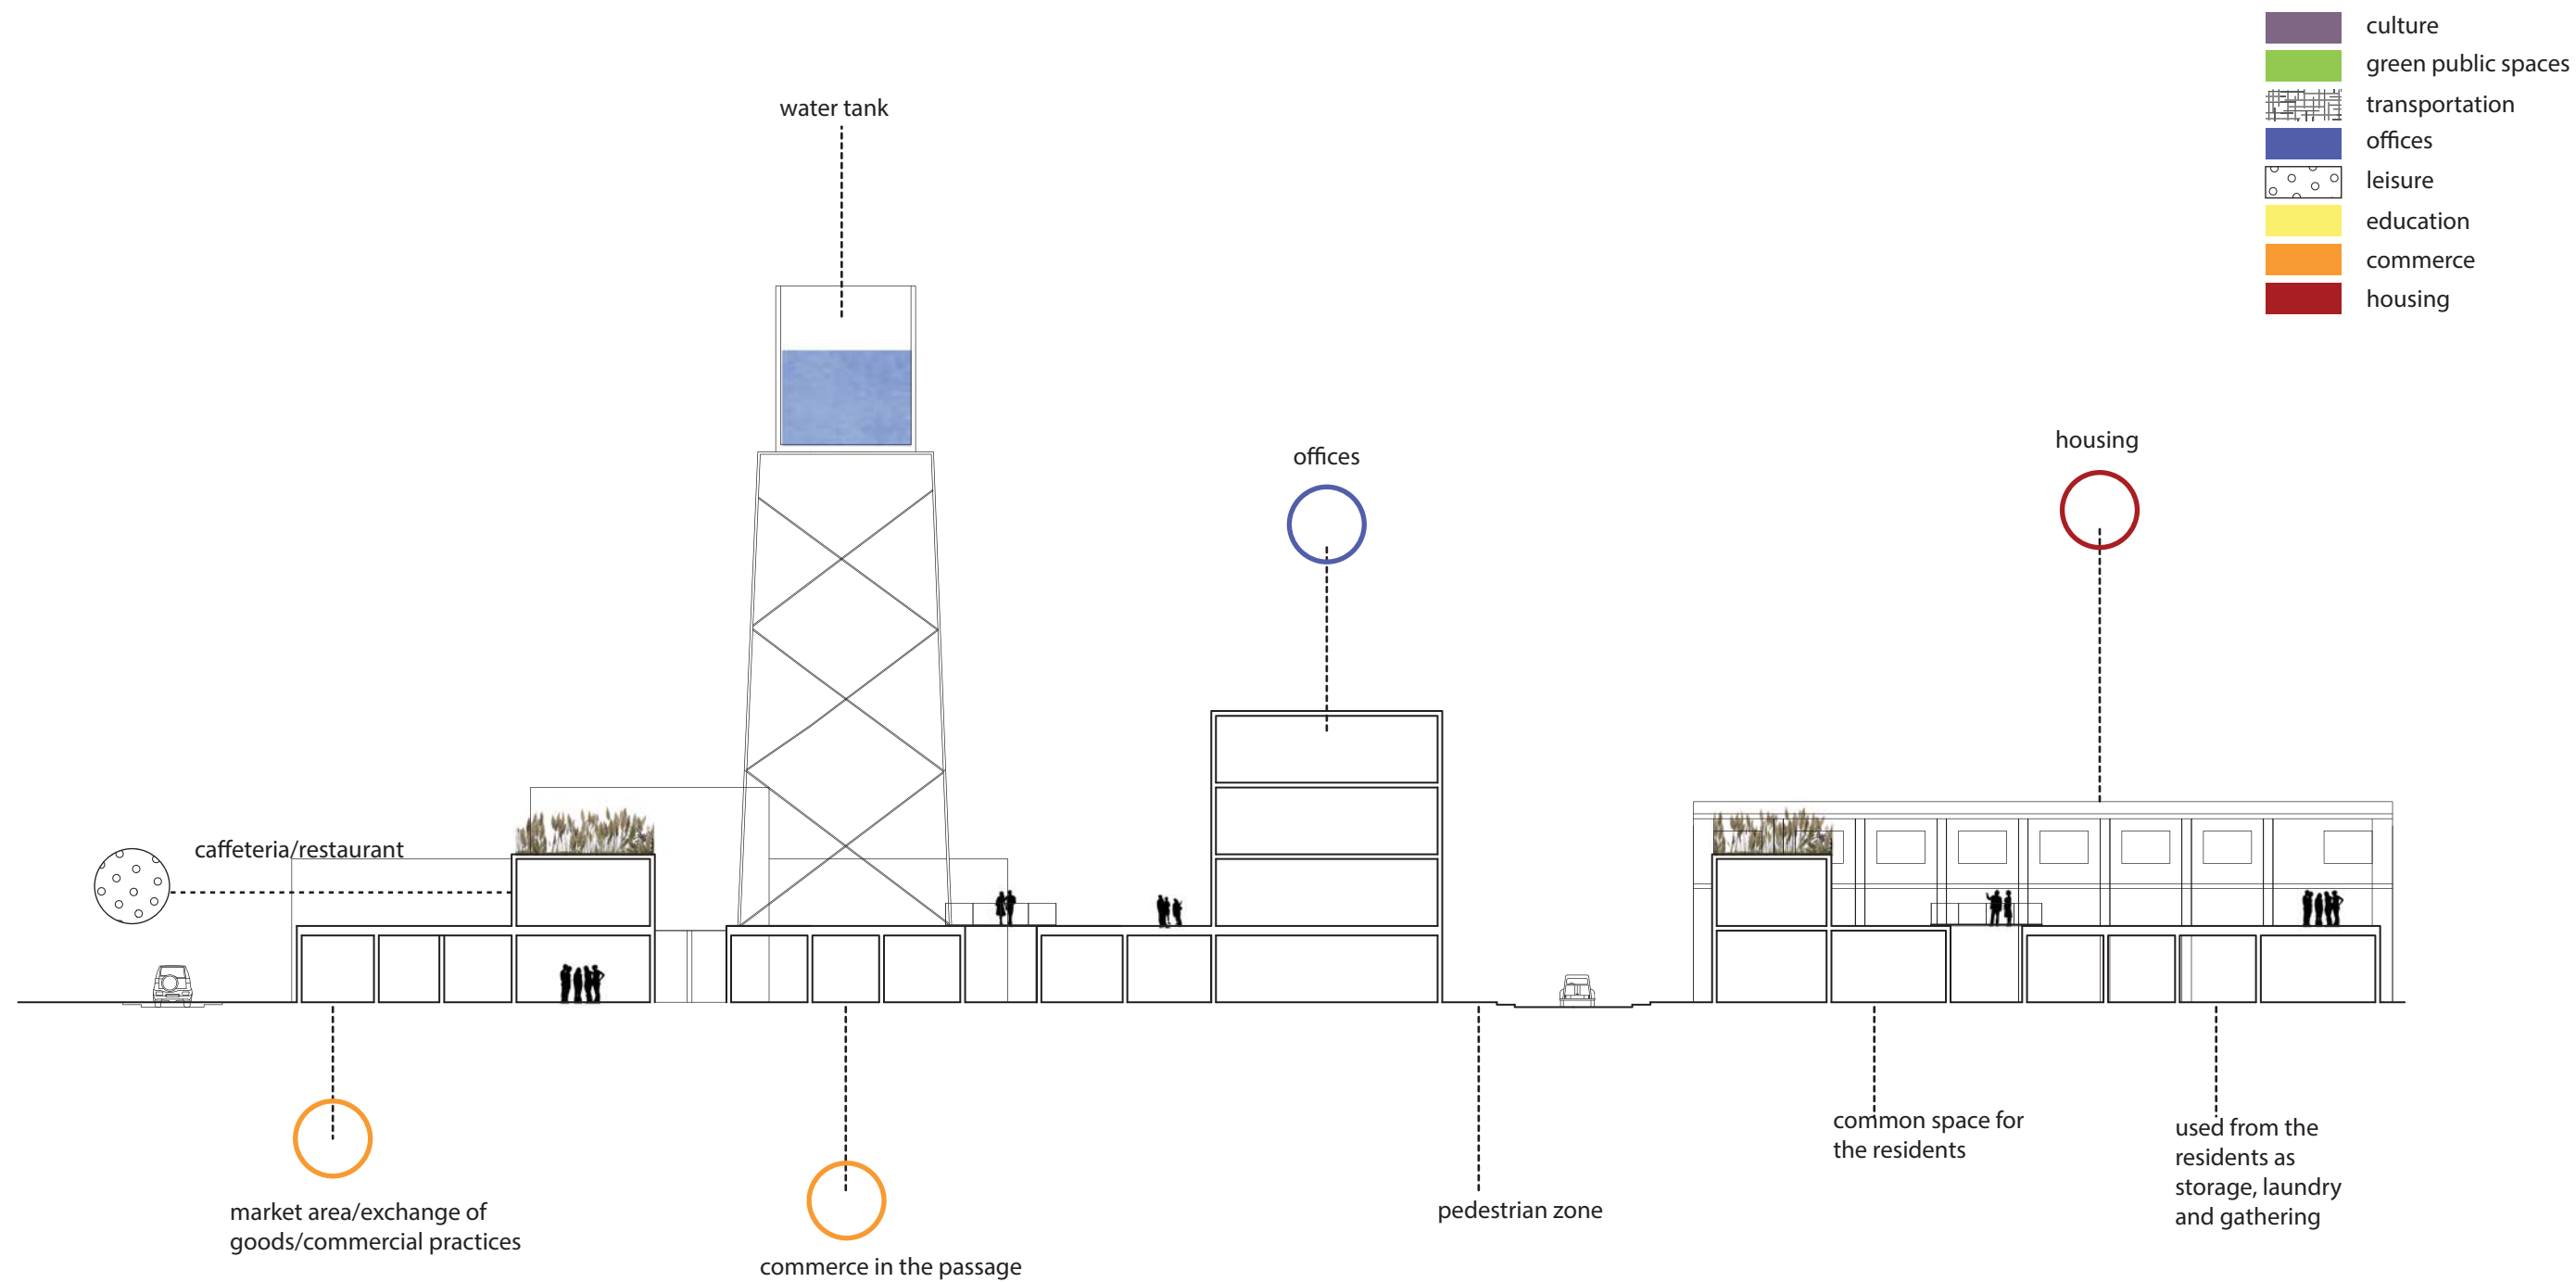 culture
green public spaces
transportation
offices
leisure
education
commerce
housing
water tank
offices
housing
caffeteria/restaurant
market area/exchange of
goods/commercial practices
commerce in the passage
pedestrian zone
common space for
the residents
used from the
residents as
storage, laundry
and gathering